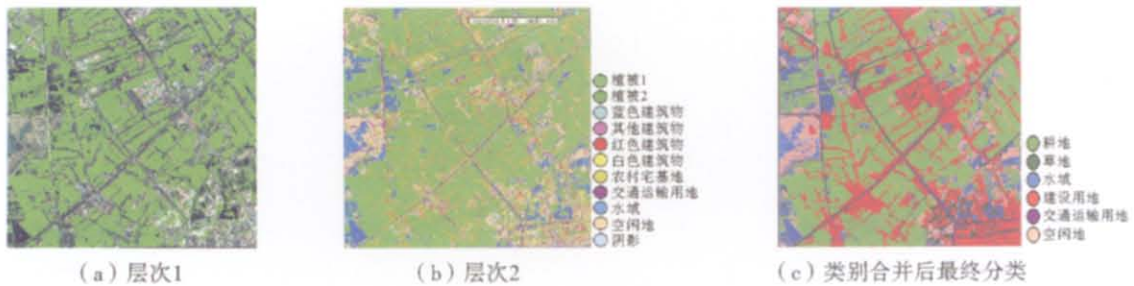 植被1
植被2
蓝色建筑物
其他建筑物
红色建筑物
白色建筑物
农村宅基地
交通运输用地
水域
空闲地
阴影
耕地
草地
水域
建设用地
交通运输用地
空闲地
(a)层次1
(b)层次2
(c)类别合并后最终分类